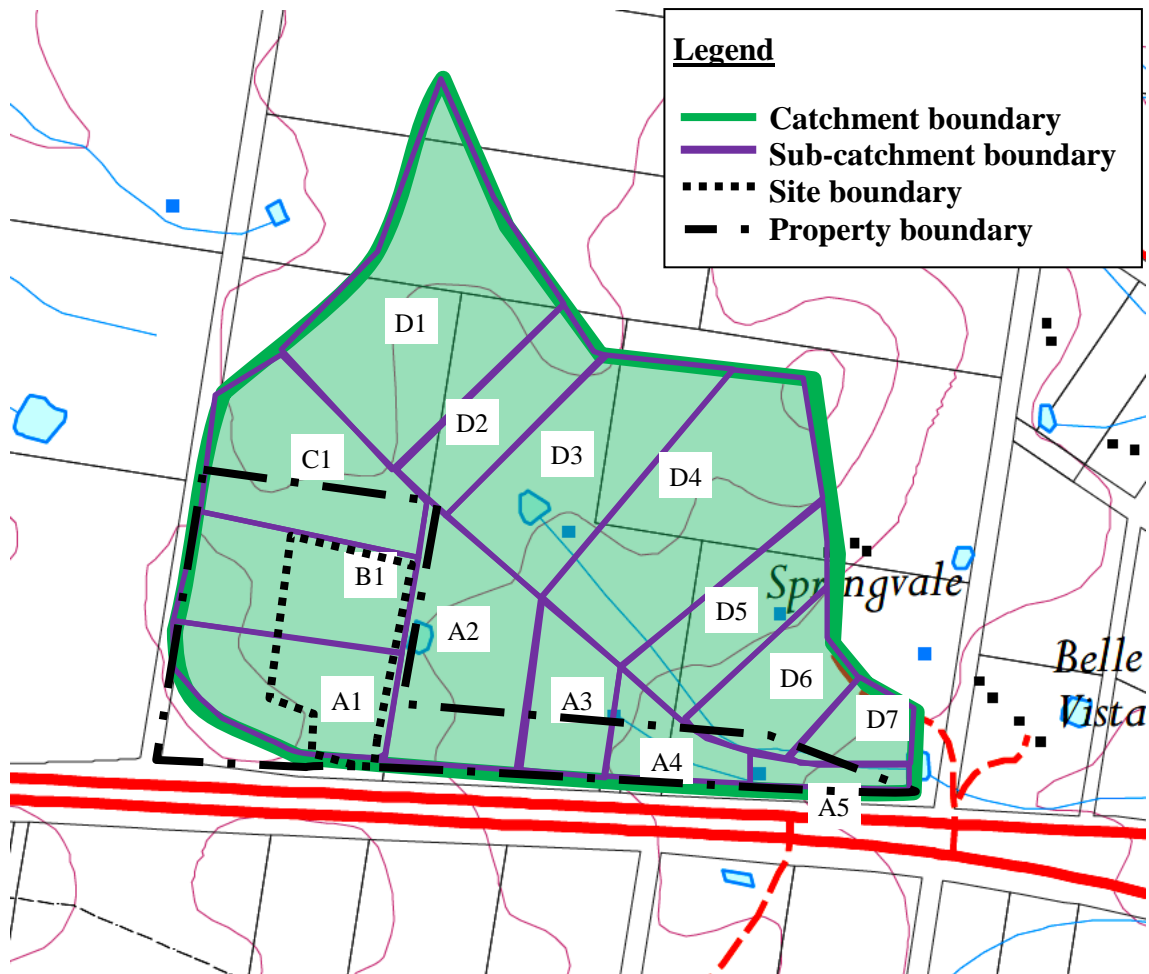 Legend
Catchment boundary
Sub-catchment boundary
Site boundary
Property boundary
D1
D2
C1
D3
D4
B1
Springvale
D5
A2
Belle
Vista
D6
A3
A1
D7
A4
A5